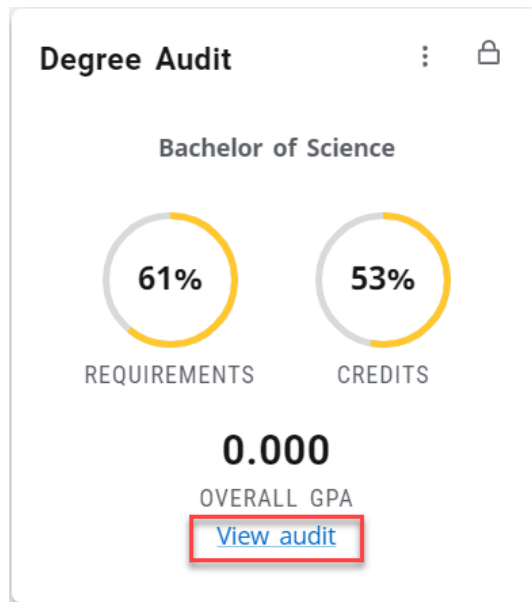 Degree Audit
Bachelor of Science
61% 53%
REQUIREMENTS CREDITS
0.000
OVERALL GPA
View audit